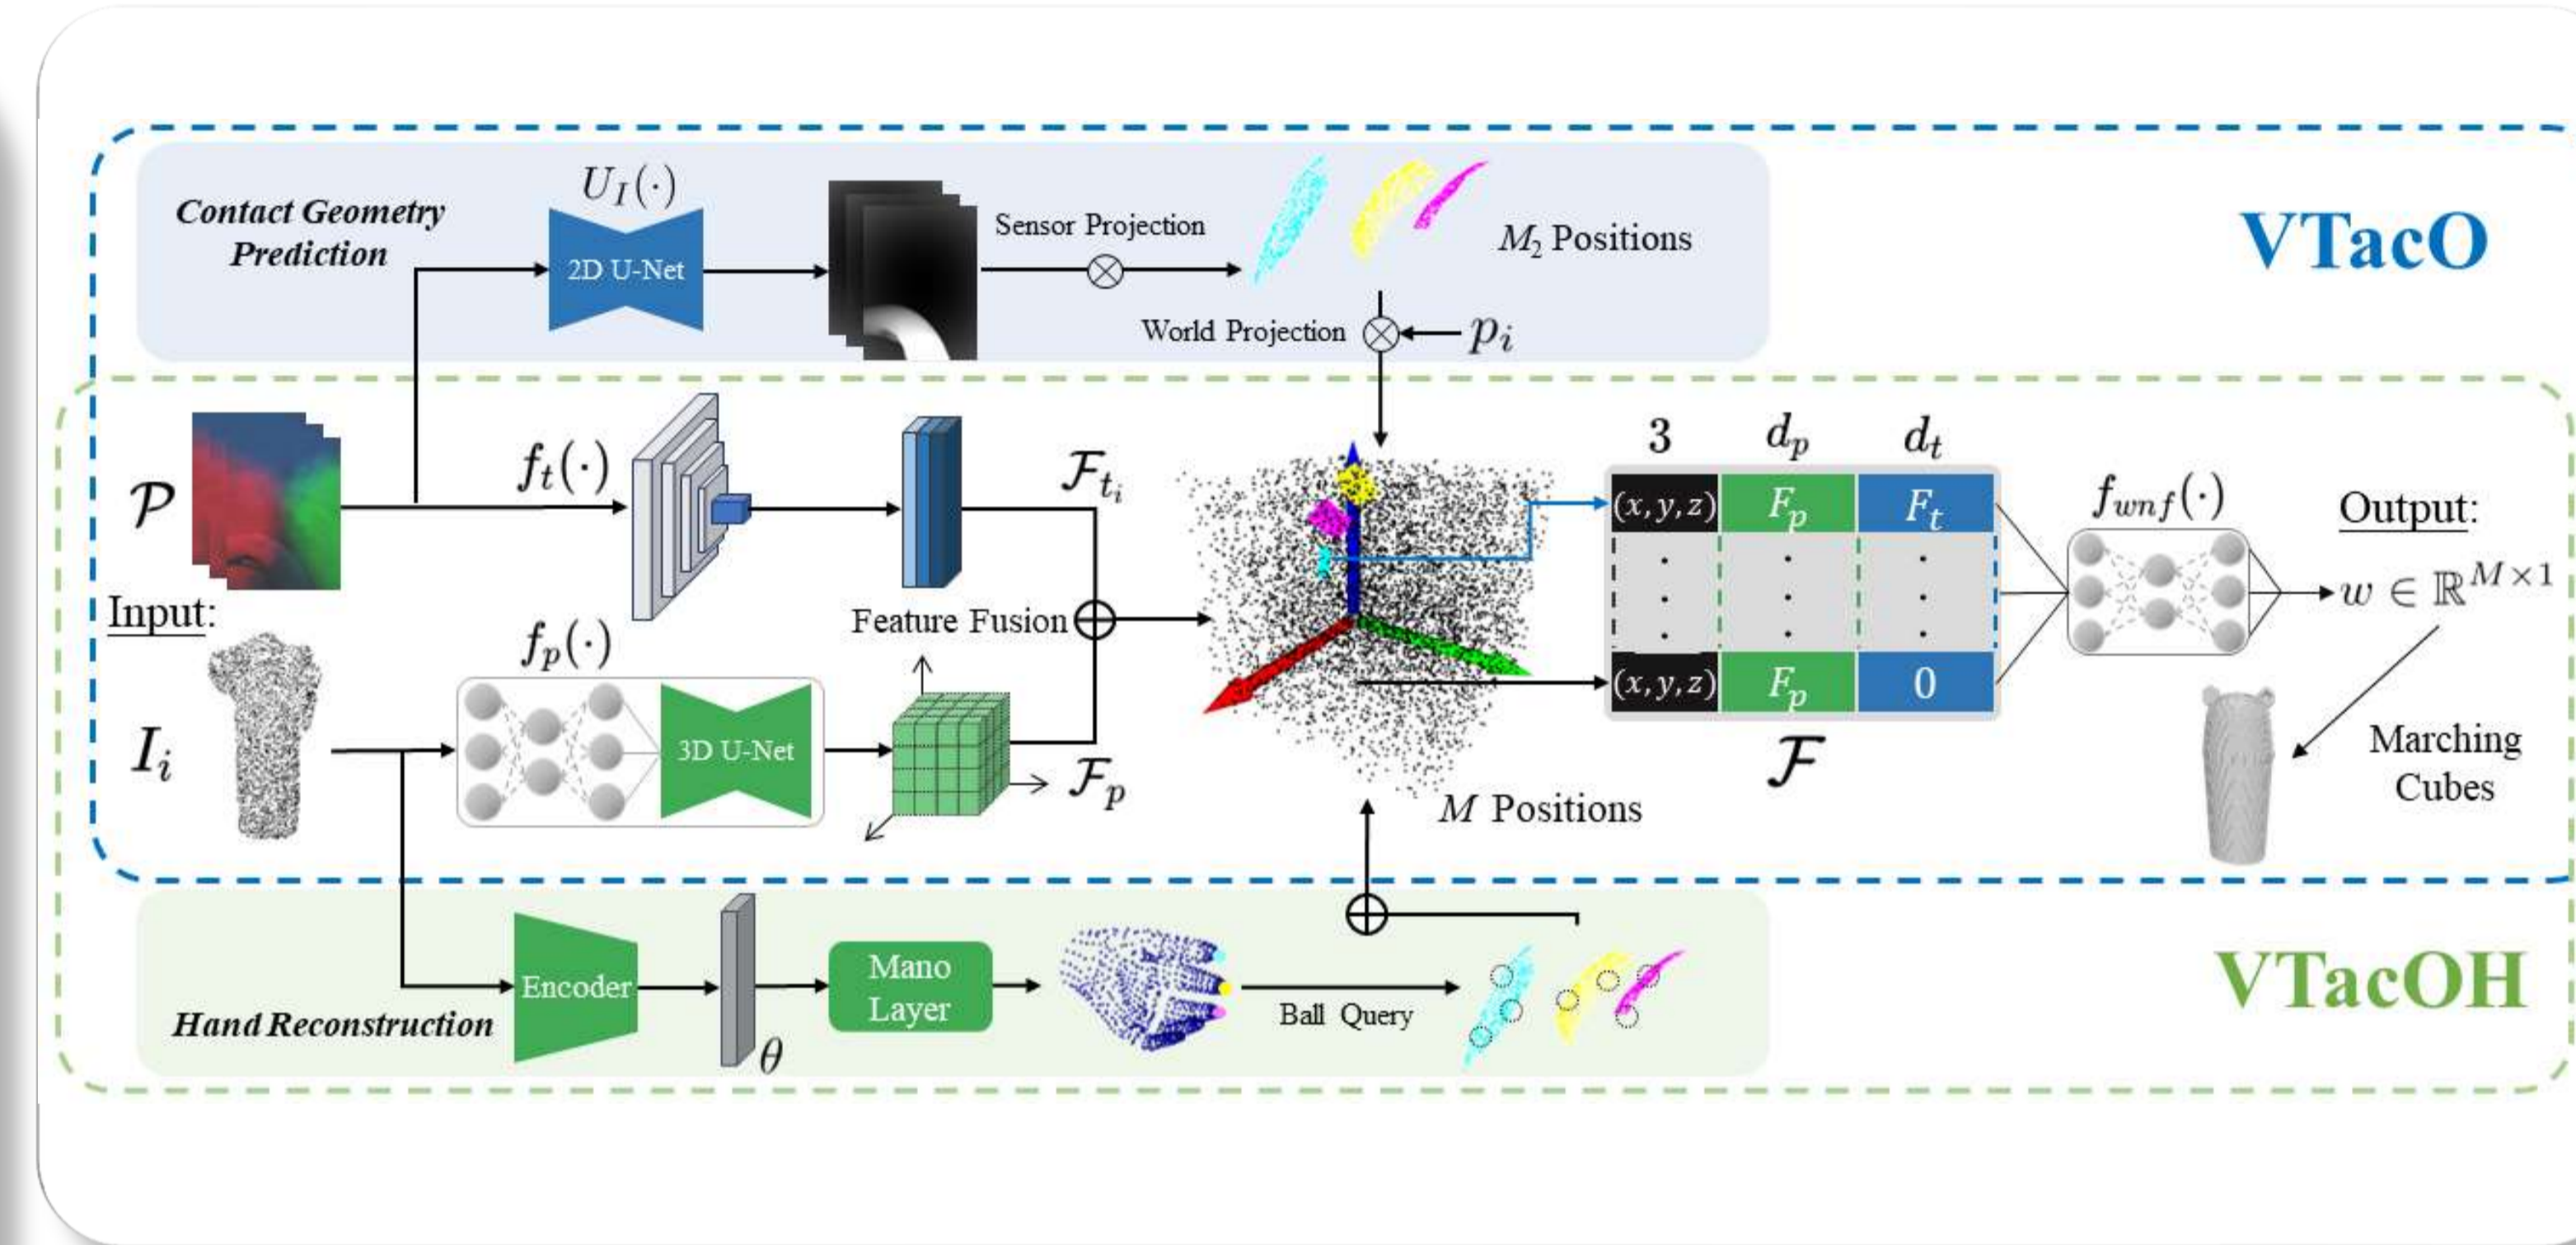 Contact Geometry
Prediction
U_I(·)
2D U-Net
Sensor Projection
M₂ Positions
World Projection
p_i
VTacO
𝒫
f_t(·)
ℱ_{t_i}
Input:
I_i
f_p(·)
3D U-Net
Feature Fusion
ℱ_p
M Positions
3 d_p d_t
(x, y, z) F_p F_t
(x, y, z) F_p 0
ℱ
f_{wnf}(·)
Output:
w ∈ ℝ^{M×1}
Marching
Cubes
Hand Reconstruction
Encoder
θ
Mano
Layer
Ball Query
VTacOH